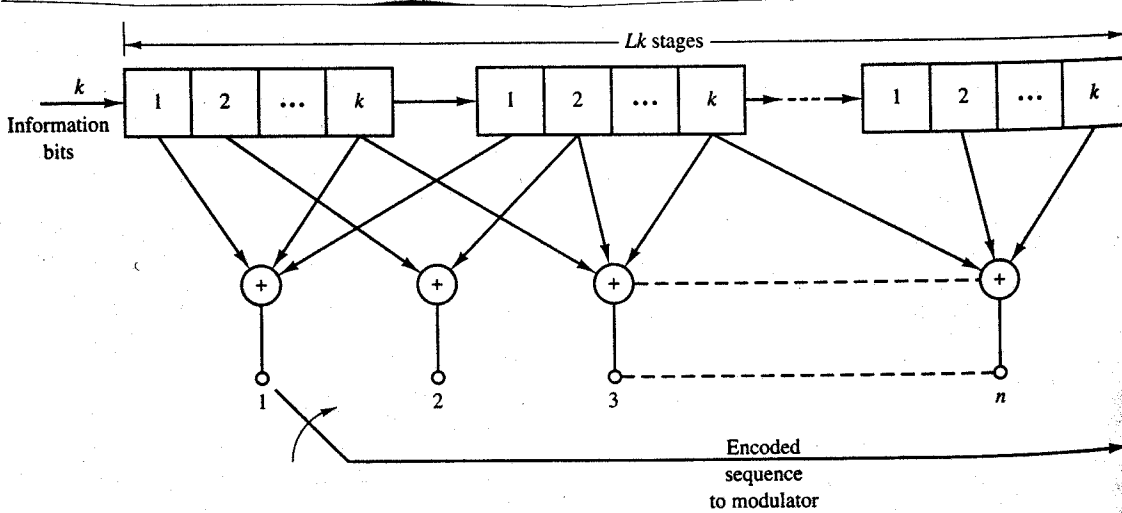 Lk stages
k
Information
bits
1 2 ... k
1 2 ... k
1 2 ... k
+ + + +
1 2 3 n
Encoded
sequence
to modulator